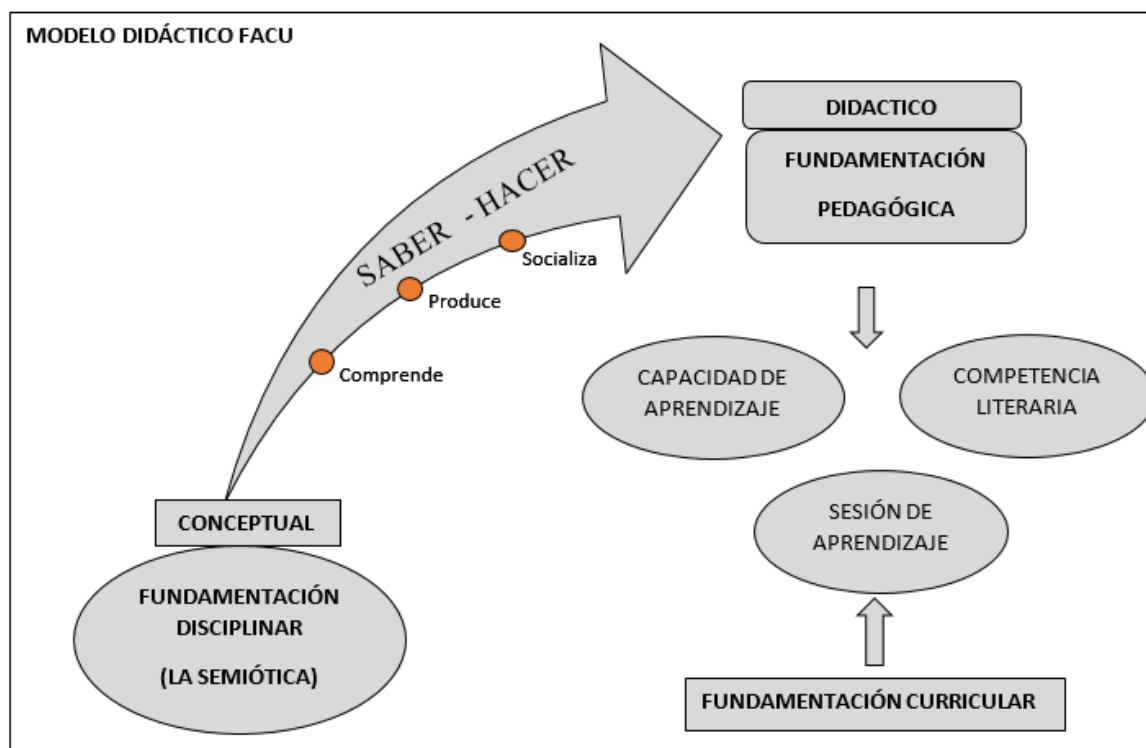 MODELO DIDÁCTICO FACU
DIDACTICO
FUNDAMENTACIÓN
PEDAGÓGICA
SABER - HACER
Socializa
Produce
Comprende
CAPACIDAD DE
APRENDIZAJE
COMPETENCIA
LITERARIA
SESIÓN DE
APRENDIZAJE
CONCEPTUAL
FUNDAMENTACIÓN
DISCIPLINAR
(LA SEMIÓTICA)
FUNDAMENTACIÓN CURRICULAR